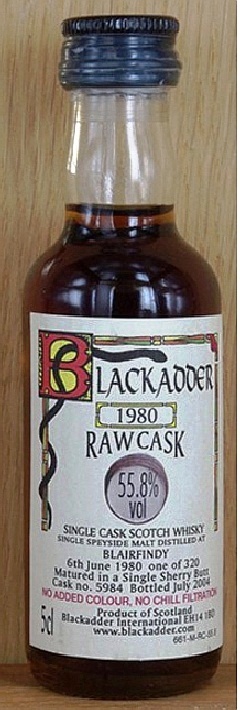 BLACKADDER
1980
RAW CASK
55.8%
vol
SINGLE CASK SCOTCH WHISKY
SINGLE SPEYSIDE MALT DISTILLED AT
BLAIRFINDY
6th June 1980 one of 320
Matured in a Single Sherry Butt
Cask no. 5984 Bottled July 2004
NO ADDED COLOUR, NO CHILL FILTRATION
Product of Scotland
5cl Blackadder International EH14 1BD
www.blackadder.com